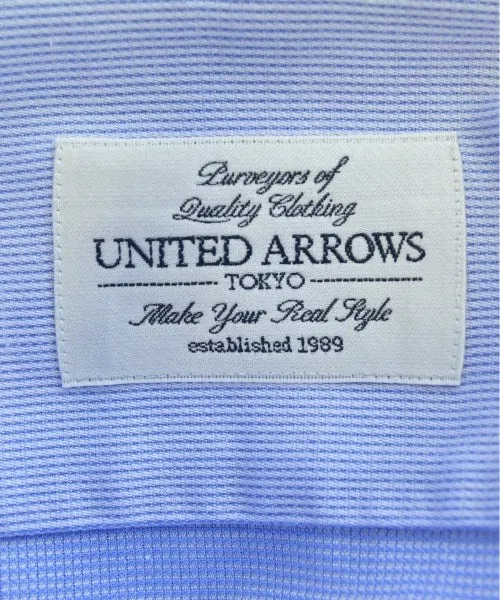 Purveyors of
Quality Clothing
UNITED ARROWS
TOKYO
Make Your Real Style
established 1989